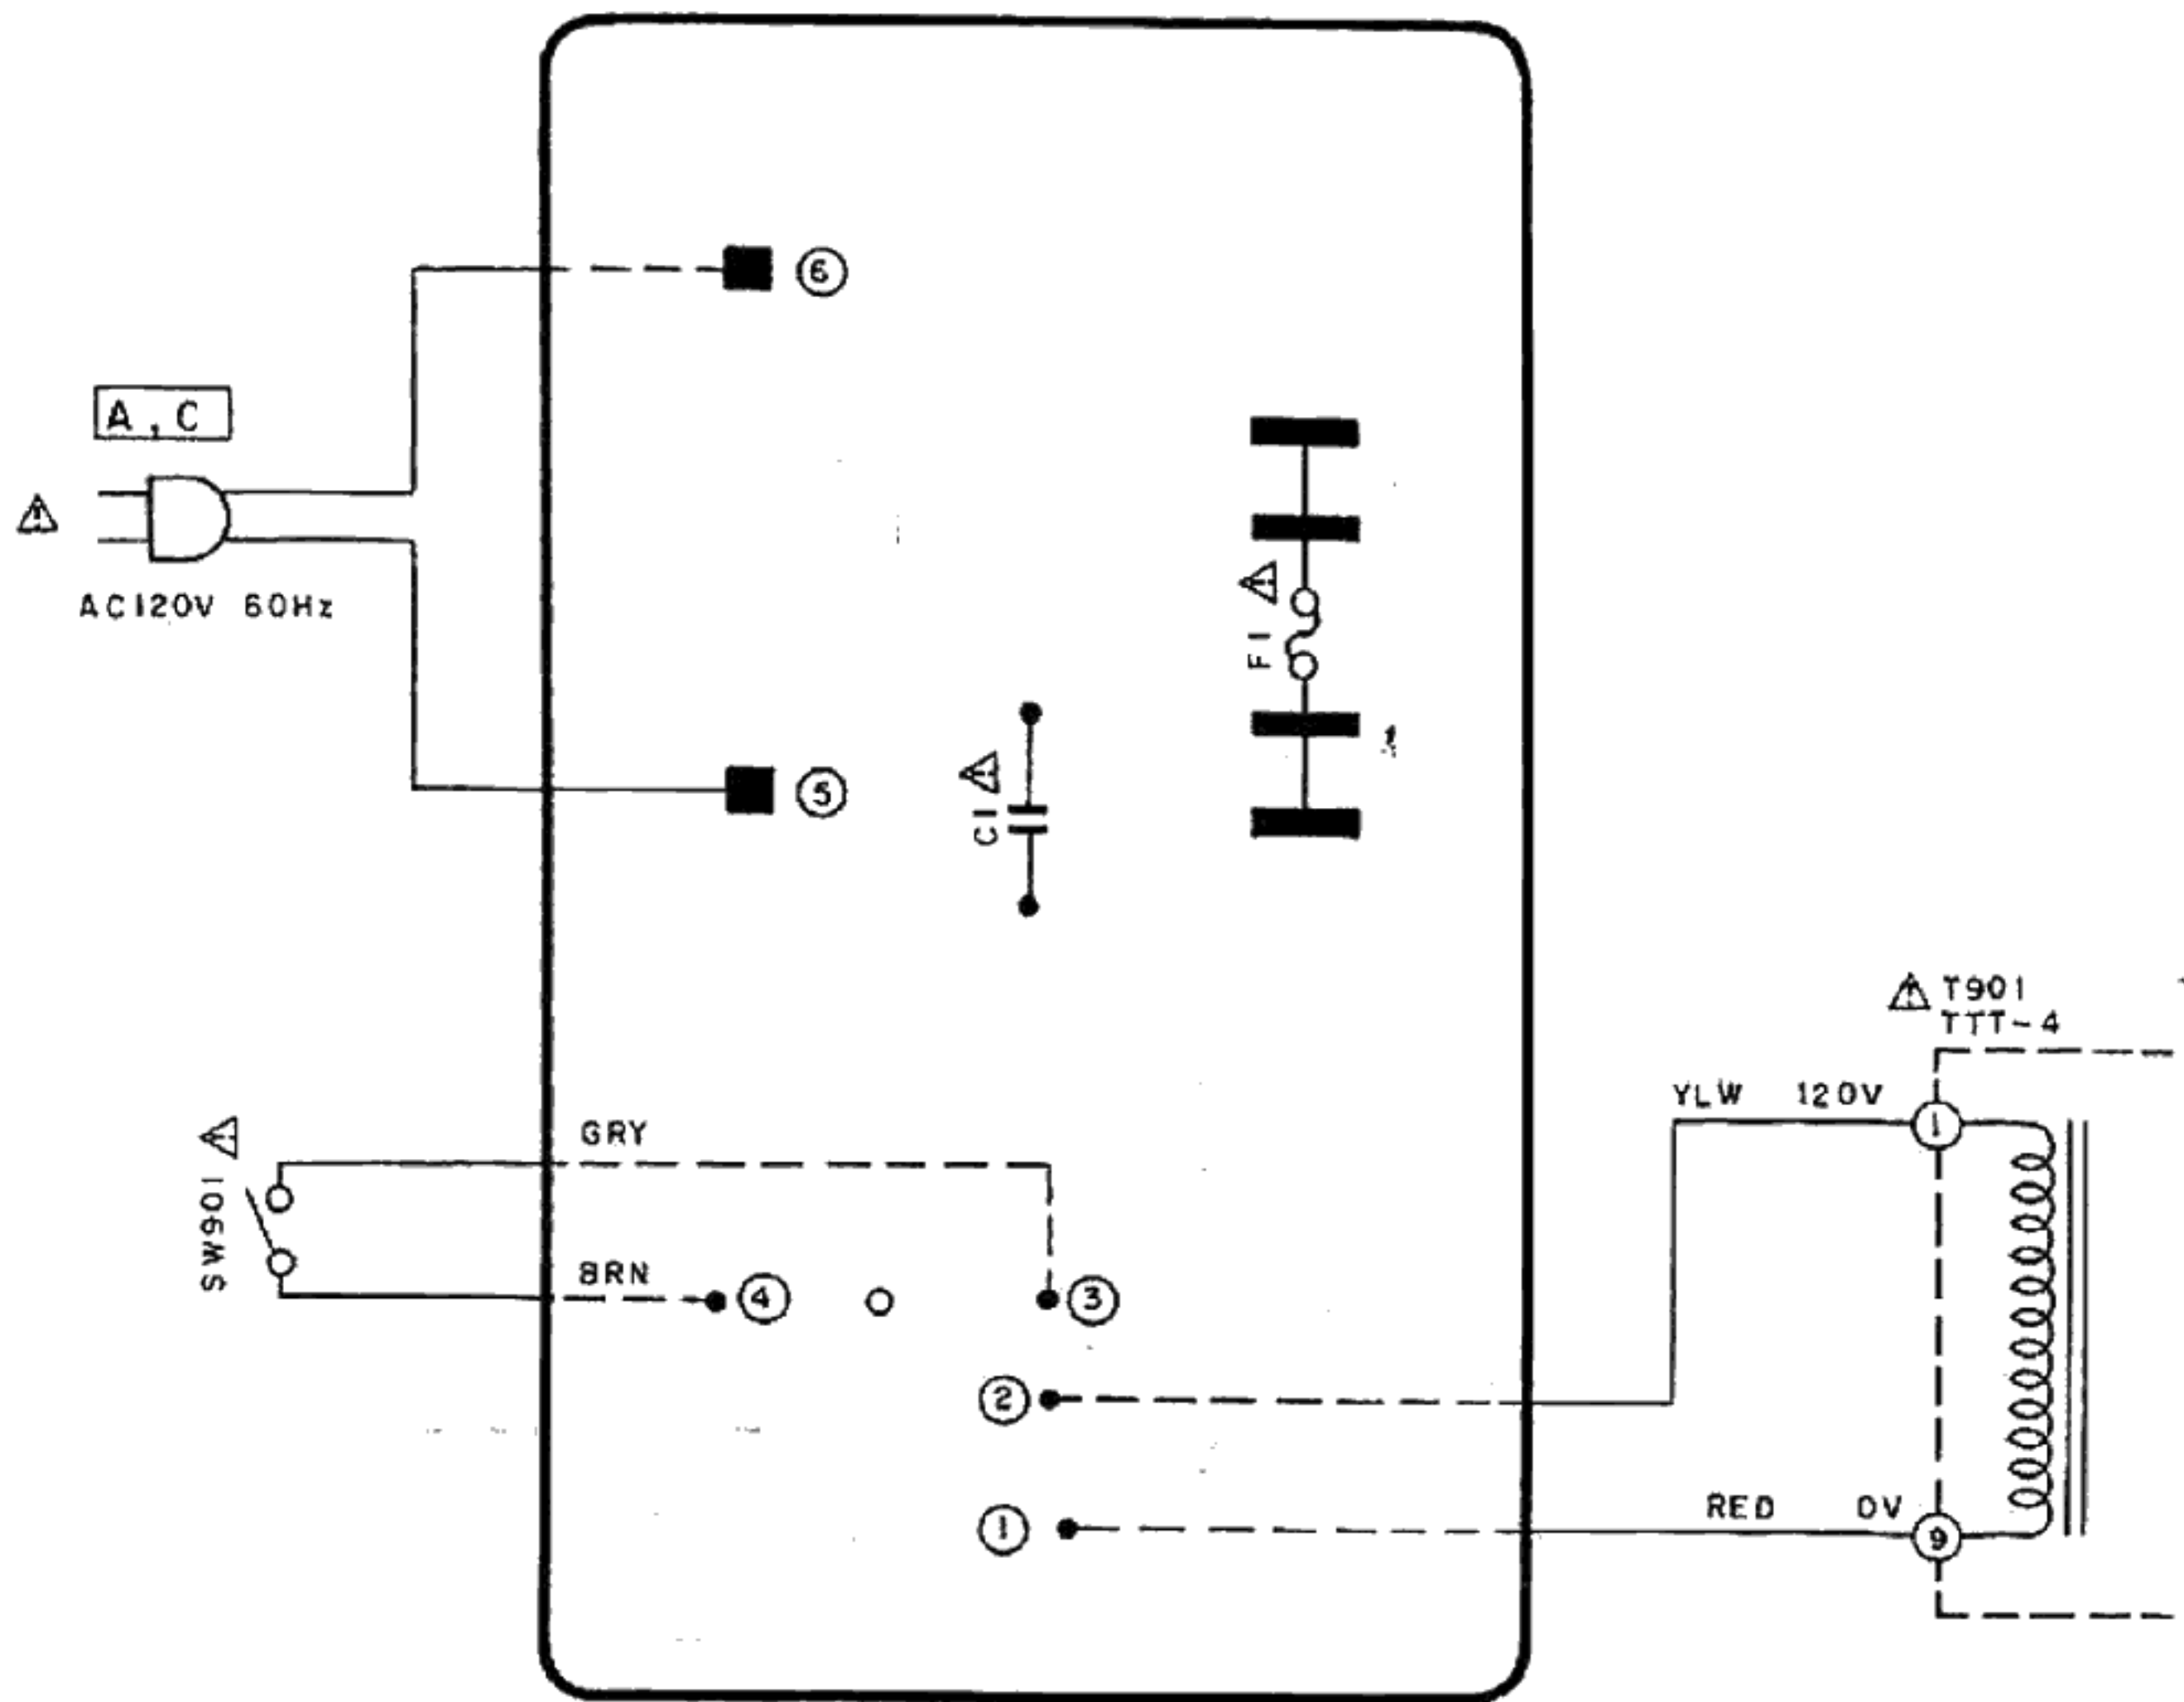 6
A, C
AC120V 60Hz
F1
5
C1
T901
TTT-4
YLW 120V
1
GRY
SW901
BRN
4
3
2
RED 0V
1
9